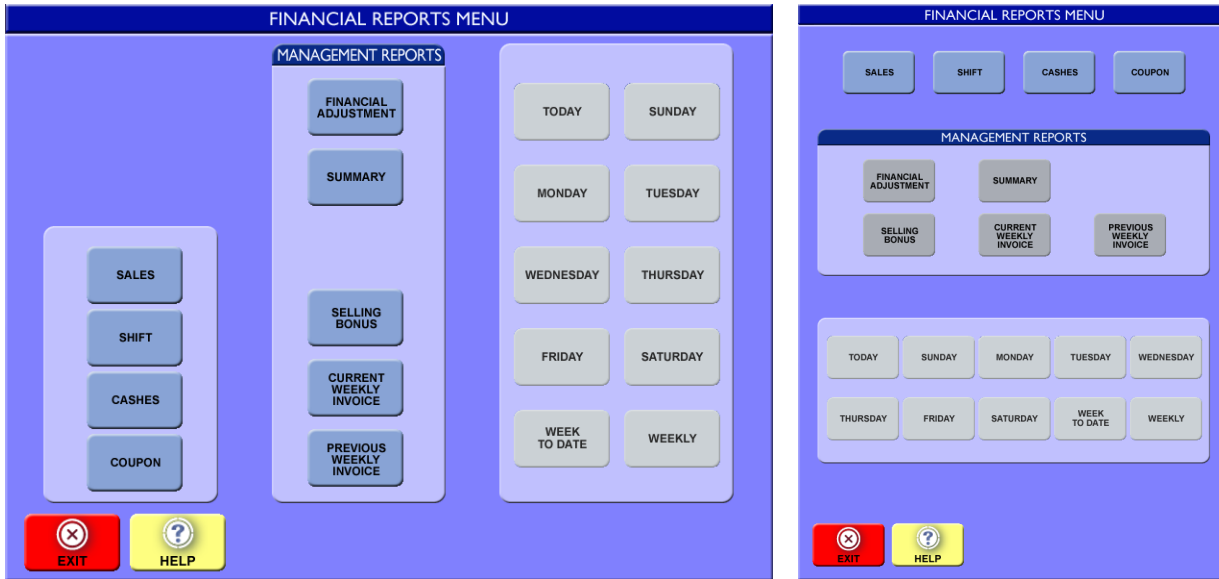 FINANCIAL REPORTS MENU
MANAGEMENT REPORTS
FINANCIAL
ADJUSTMENT
SUMMARY
SELLING
BONUS
CURRENT
WEEKLY
INVOICE
PREVIOUS
WEEKLY
INVOICE
SALES
SHIFT
CASHES
COUPON
TODAY
SUNDAY
MONDAY
TUESDAY
WEDNESDAY
THURSDAY
FRIDAY
SATURDAY
WEEK
TO DATE
WEEKLY
EXIT
HELP
FINANCIAL REPORTS MENU
SALES
SHIFT
CASHES
COUPON
MANAGEMENT REPORTS
FINANCIAL
ADJUSTMENT
SUMMARY
SELLING
BONUS
CURRENT
WEEKLY
INVOICE
PREVIOUS
WEEKLY
INVOICE
TODAY
SUNDAY
MONDAY
TUESDAY
WEDNESDAY
THURSDAY
FRIDAY
SATURDAY
WEEK
TO DATE
WEEKLY
EXIT
HELP